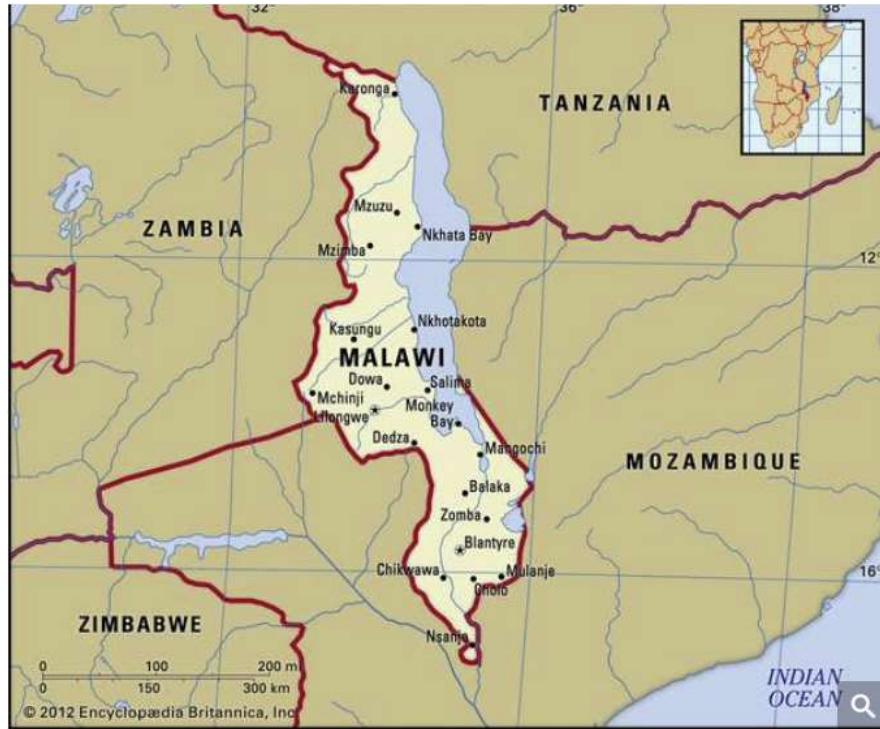 32°
36°
38°
Karonga
TANZANIA
Mzuzu
ZAMBIA
Nkhata Bay
Mzimba
12°
Nkhotakota
Kasungu
MALAWI
Dowa
Salima
Mchinji
Monkey
Lilongwe
Bay
Dedza
Mangochi
MOZAMBIQUE
Balaka
Zomba
Blantyre
Chikwawa
Mulanje
16°
Cholo
ZIMBABWE
Nsanje
0 100 200 mi
0 150 300 km
INDIAN
OCEAN
© 2012 Encyclopædia Britannica, Inc